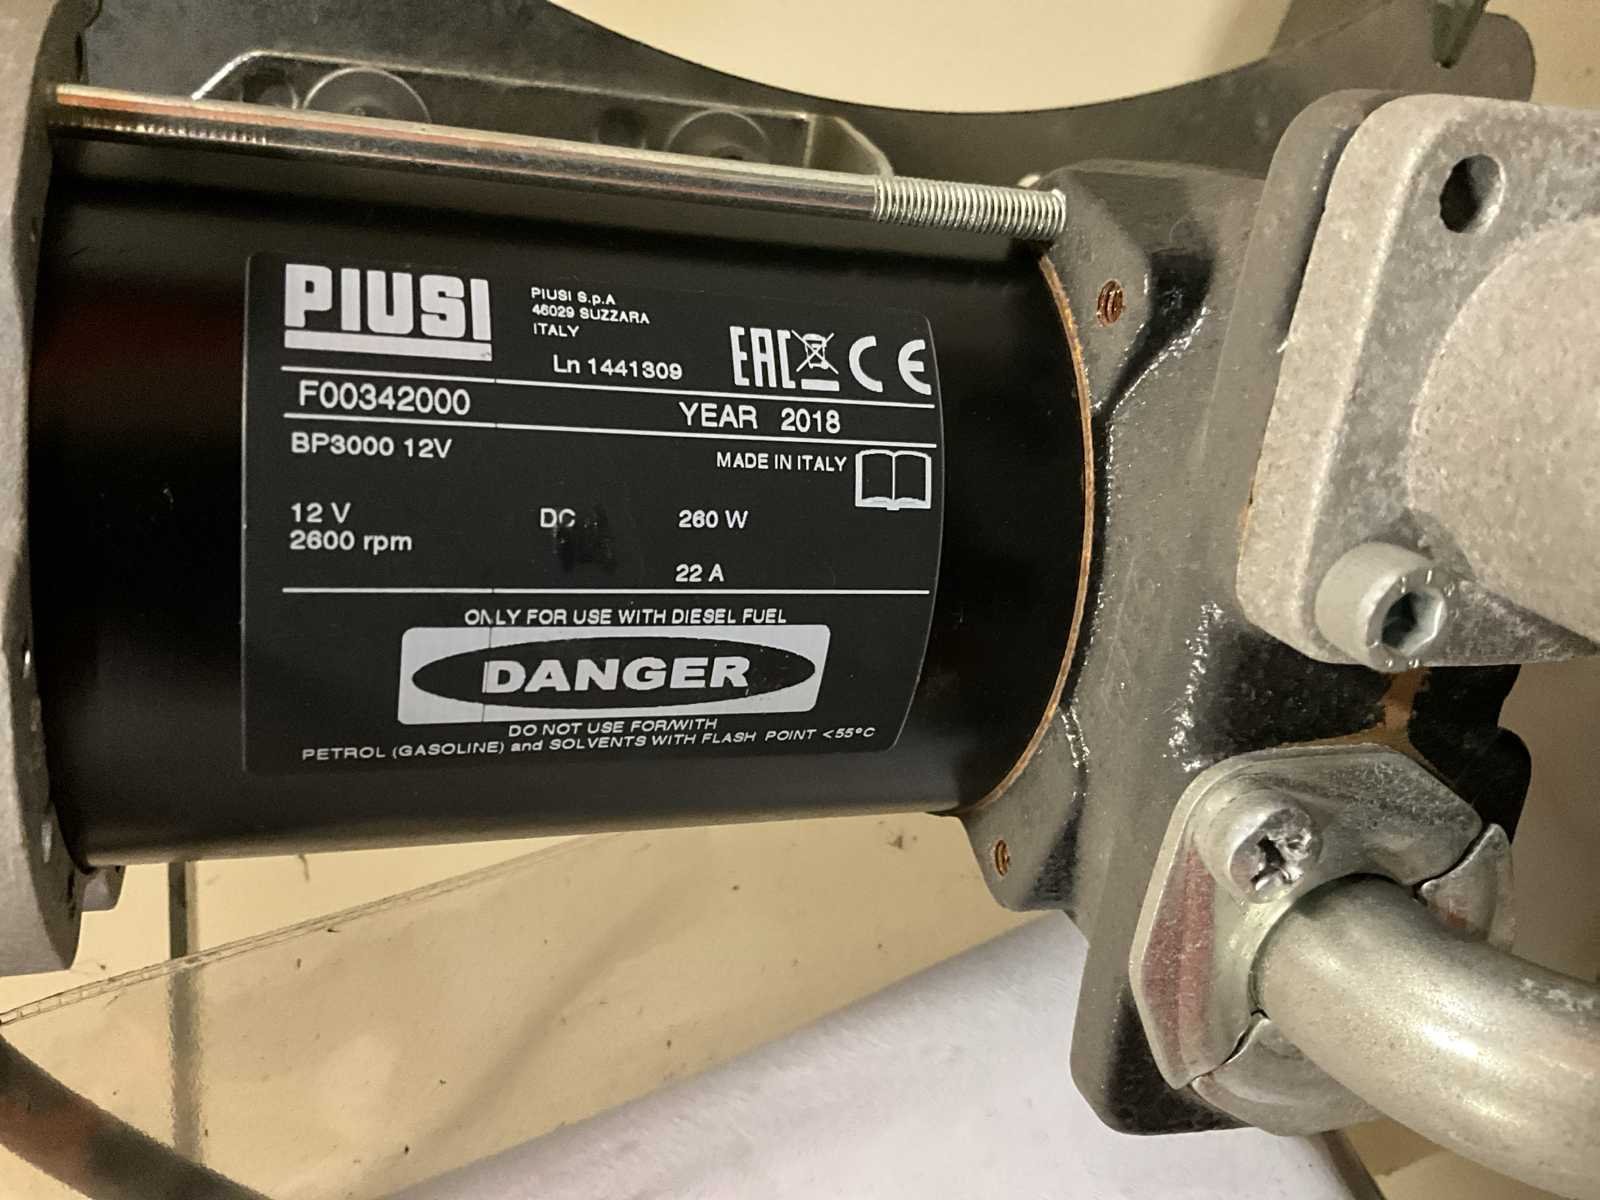 PIUSI
PIUSI S.p.A
46029 SUZZARA
ITALY
Ln 1441309
EAC CE
F00342000
YEAR 2018
BP3000 12V
MADE IN ITALY
12 V DC 260 W
2600 rpm
22 A
ONLY FOR USE WITH DIESEL FUEL
DANGER
DO NOT USE FOR/WITH
PETROL (GASOLINE) and SOLVENTS WITH FLASH POINT <55°C